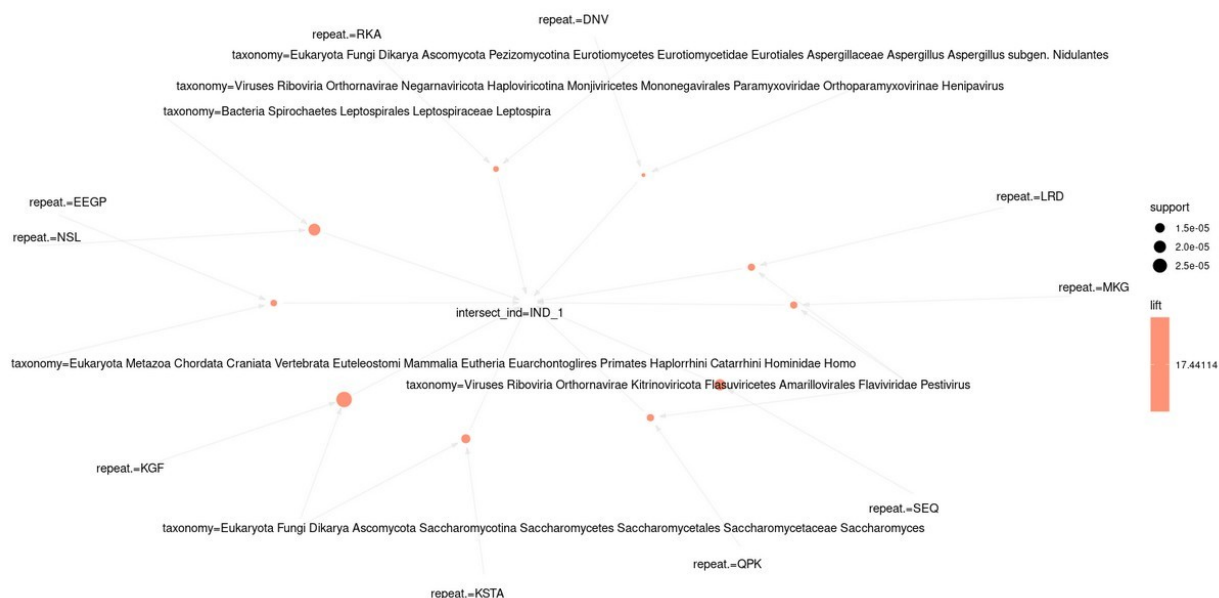 repeat.=DNV
repeat.=RKA
taxonomy=Eukaryota Fungi Dikarya Ascomycota Pezizomycotina Eurotiomycetes Eurotiomycetidae Eurotiales Aspergillaceae Aspergillus Aspergillus subgen. Nidulantes
taxonomy=Viruses Riboviria Orthornavirae Negarnaviricota Haploviricotina Monjiviricetes Mononegavirales Paramyxoviridae Orthoparamyxovirinae Henipavirus
taxonomy=Bacteria Spirochaetes Leptospirales Leptospiraceae Leptospira
repeat.=EEGP
repeat.=LRD
repeat.=NSL
repeat.=MKG
intersect_ind=IND_1
taxonomy=Eukaryota Metazoa Chordata Craniata Vertebrata Euteleostomi Mammalia Eutheria Euarchontoglires Primates Haplorrhini Catarrhini Hominidae Homo
taxonomy=Viruses Riboviria Orthornavirae Kitrinoviricota Flasuviricetes Amarillovirales Flaviviridae Pestivirus
repeat.=KGF
repeat.=SEQ
taxonomy=Eukaryota Fungi Dikarya Ascomycota Saccharomycotina Saccharomycetes Saccharomycetales Saccharomycetaceae Saccharomyces
repeat.=QPK
repeat.=KSTA
support
1.5e-05
2.0e-05
2.5e-05
lift
17.44114